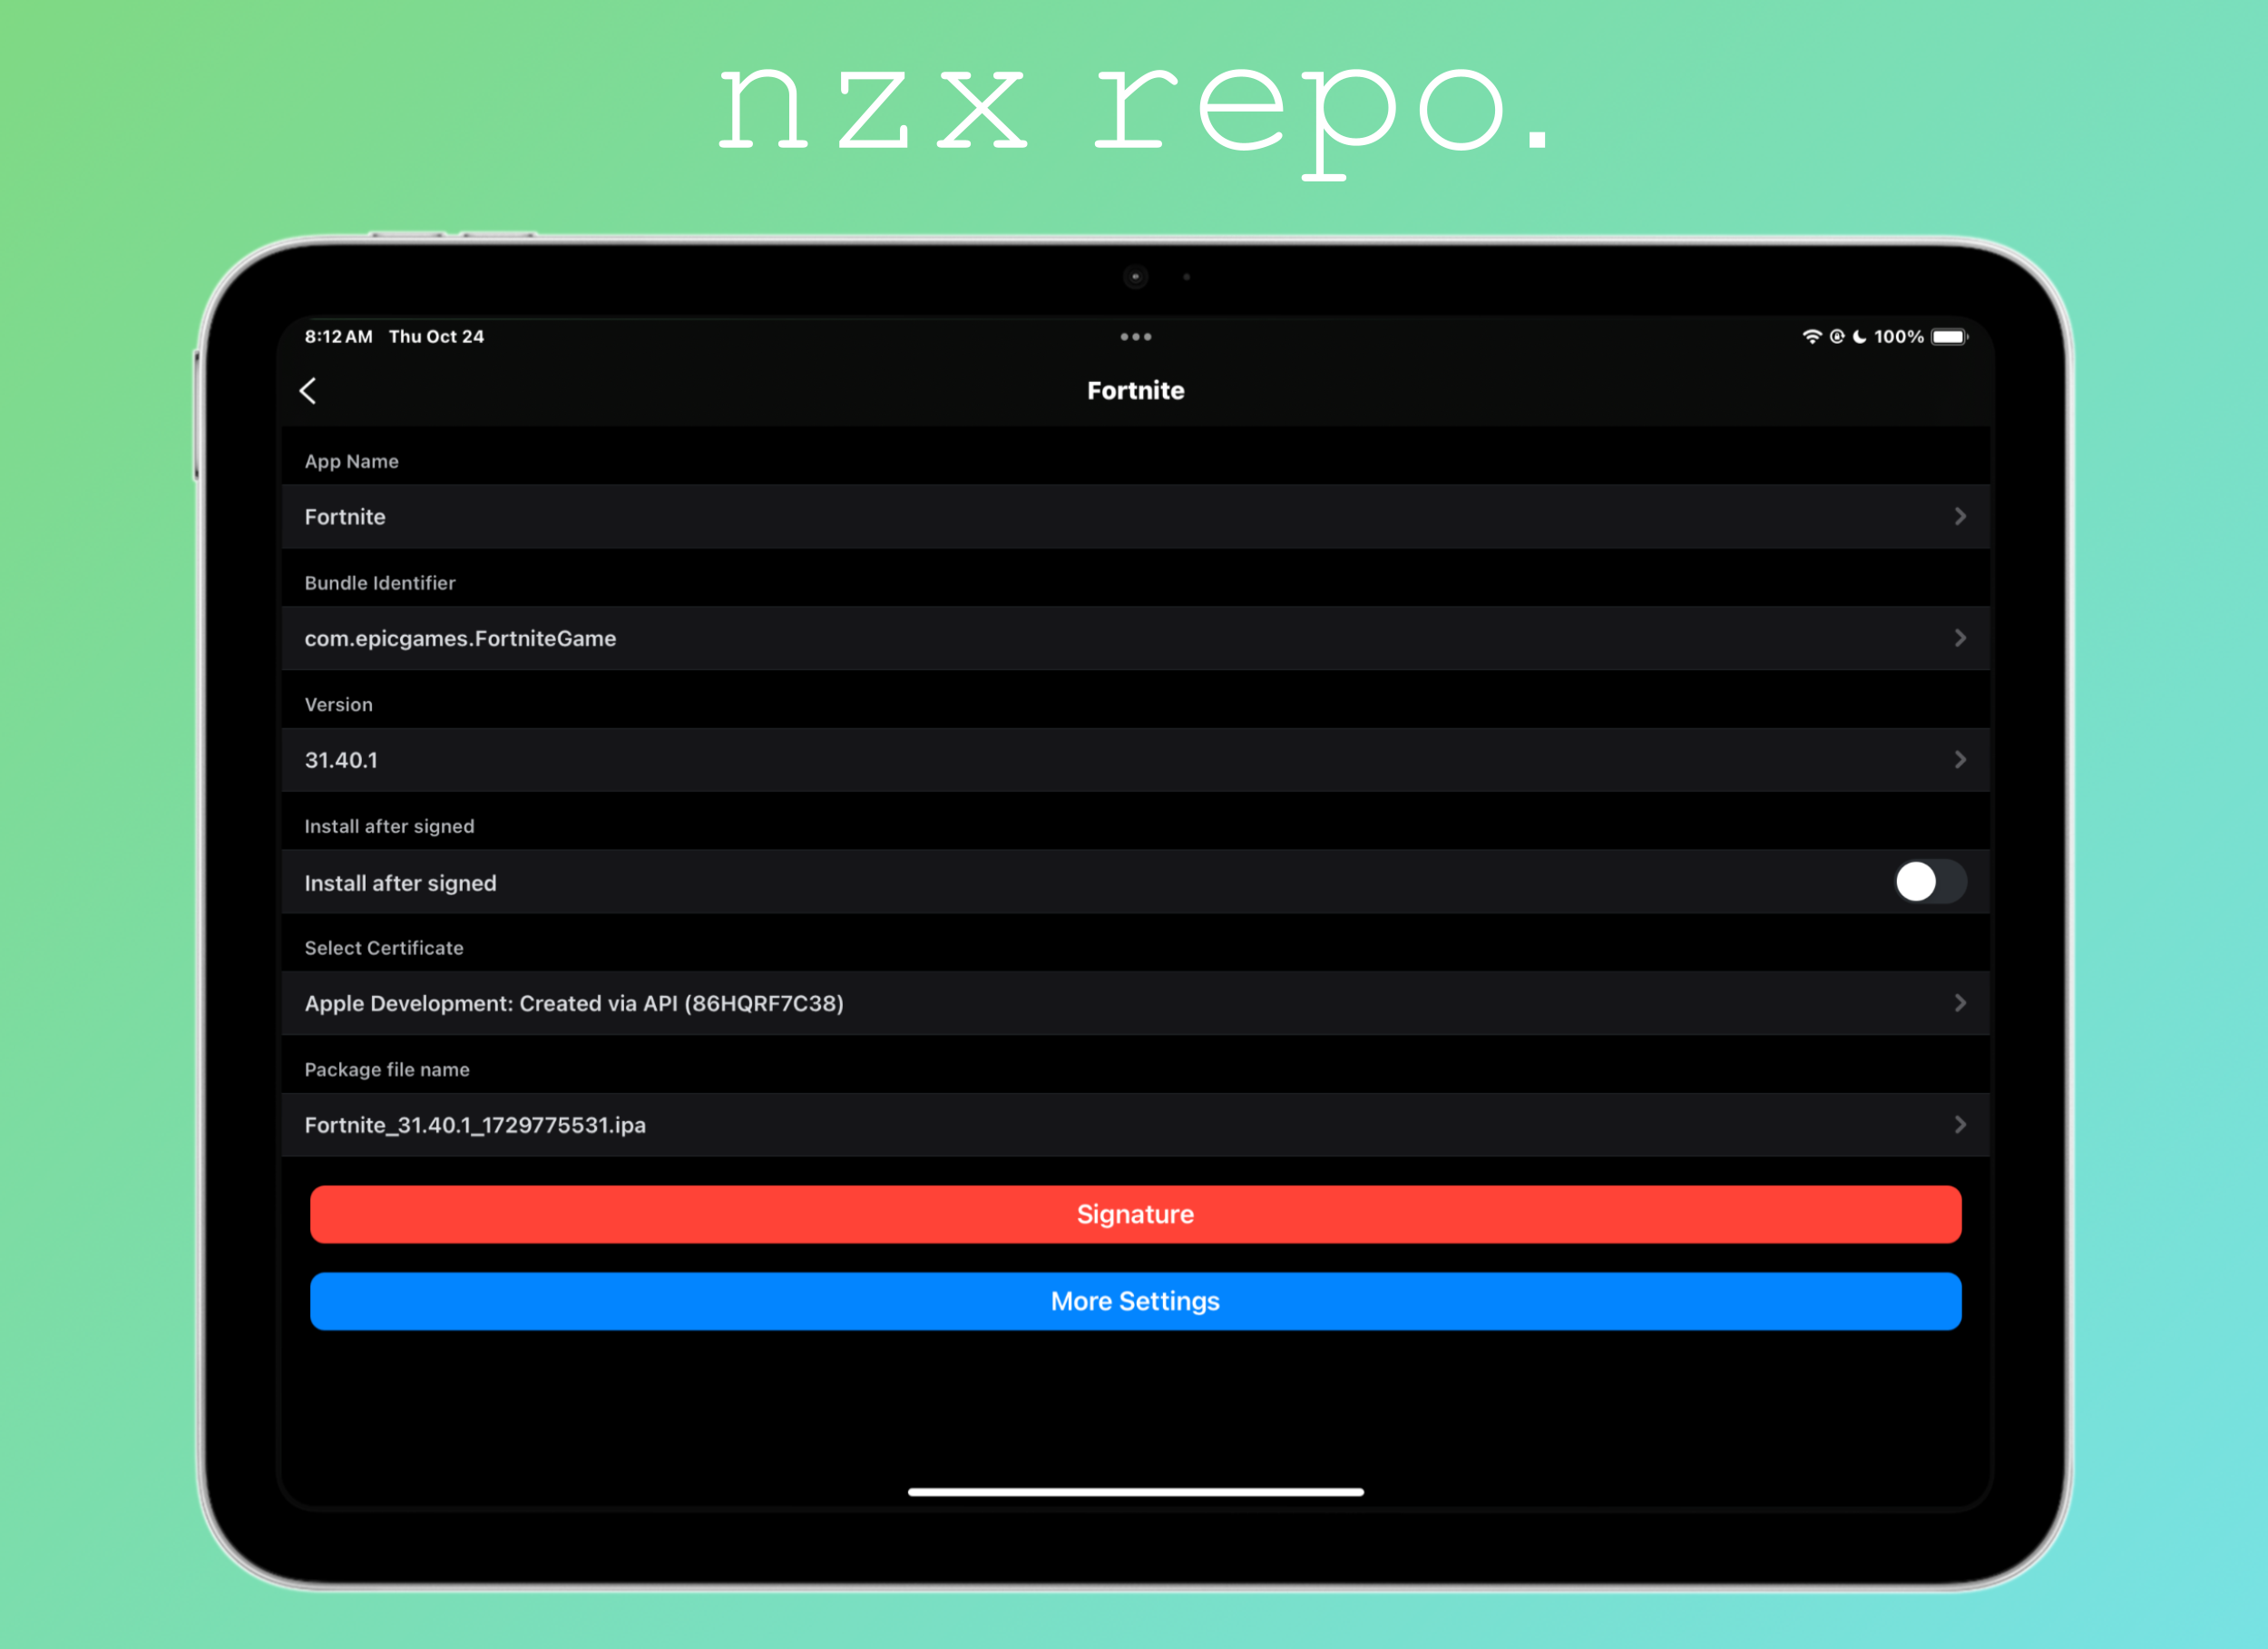 nzx repo.
8:12 AM Thu Oct 24
100%
Fortnite
App Name
Fortnite
Bundle Identifier
com.epicgames.FortniteGame
Version
31.40.1
Install after signed
Install after signed
Select Certificate
Apple Development: Created via API (86HQRF7C38)
Package file name
Fortnite_31.40.1_1729775531.ipa
Signature
More Settings